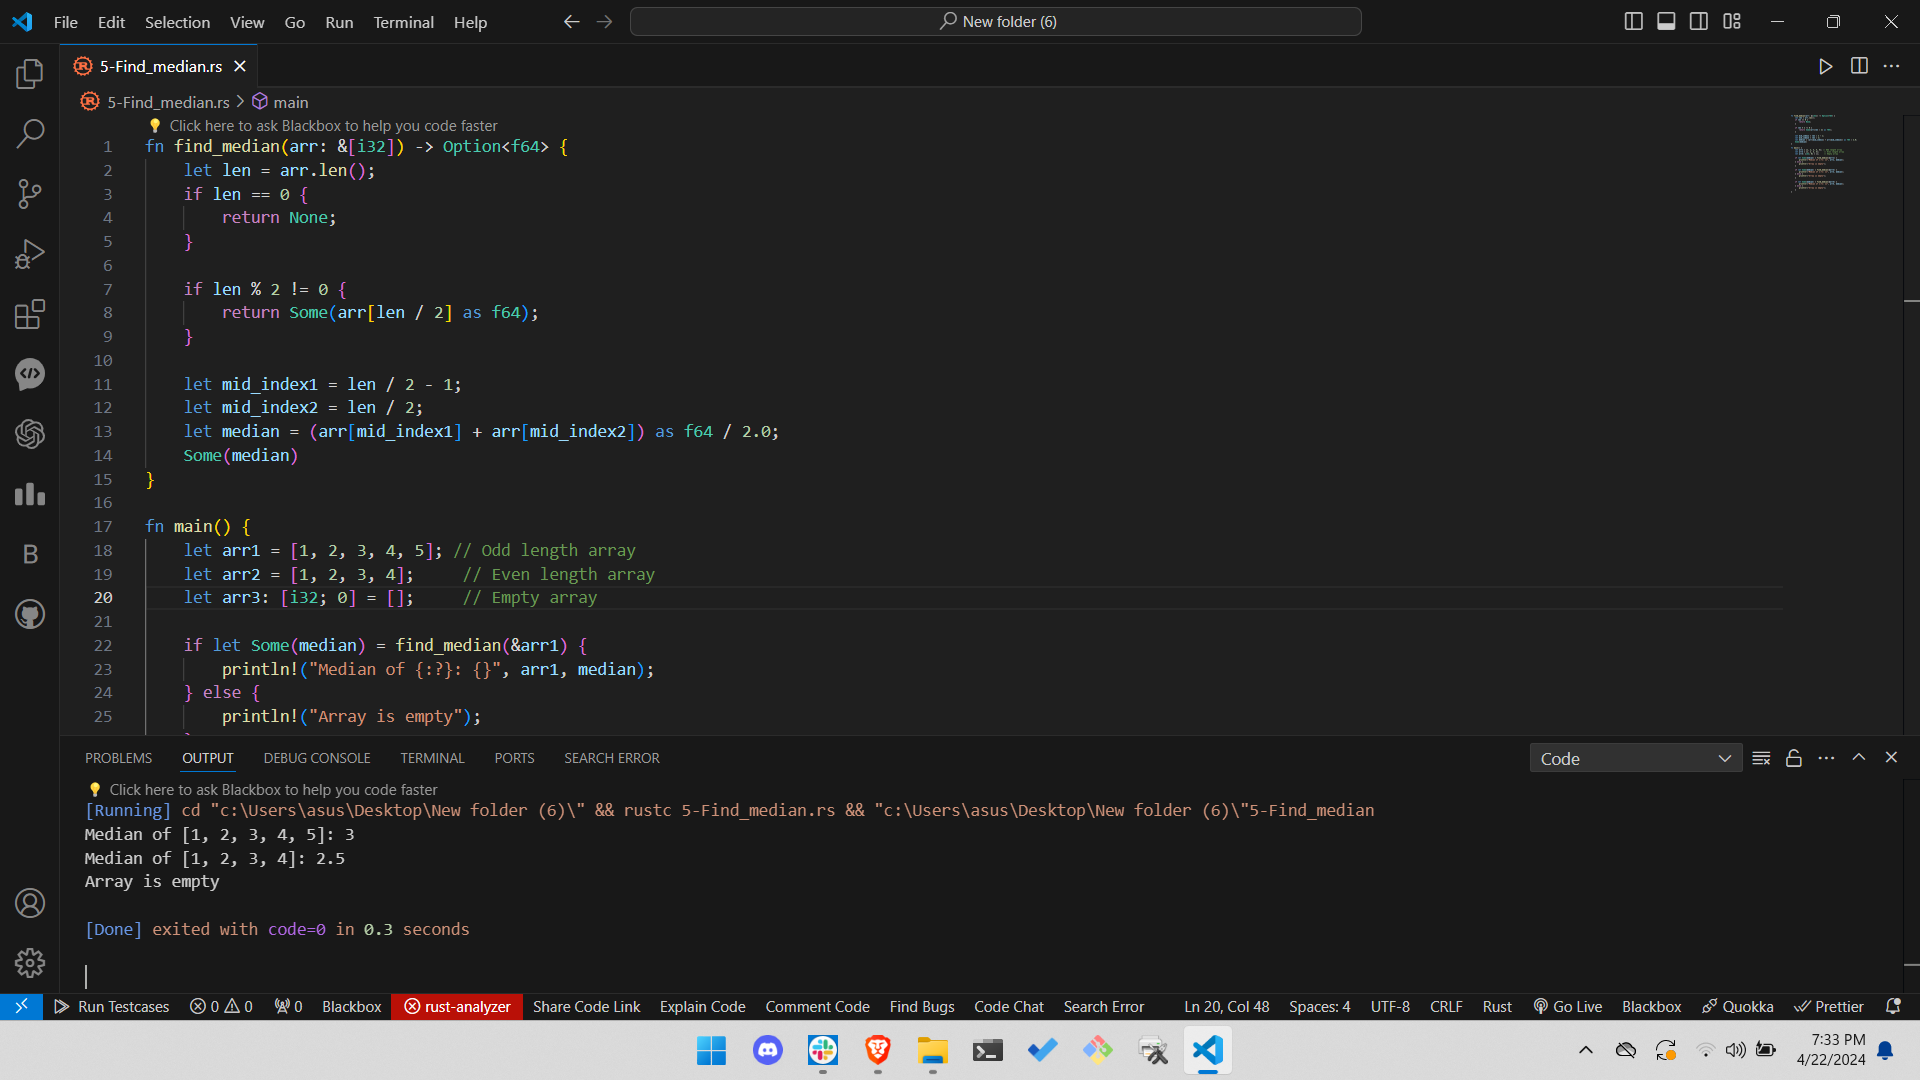 File Edit Selection View Go Run Terminal Help
New folder (6)
5-Find_median.rs
5-Find_median.rs > main
Click here to ask Blackbox to help you code faster
1 fn find_median(arr: &[i32]) -> Option<f64> {
2 let len = arr.len();
3 if len == 0 {
4 return None;
5 }
6
7 if len % 2 != 0 {
8 return Some(arr[len / 2] as f64);
9 }
10
11 let mid_index1 = len / 2 - 1;
12 let mid_index2 = len / 2;
13 let median = (arr[mid_index1] + arr[mid_index2]) as f64 / 2.0;
14 Some(median)
15 }
16
17 fn main() {
18 let arr1 = [1, 2, 3, 4, 5]; // Odd length array
19 let arr2 = [1, 2, 3, 4]; // Even length array
20 let arr3: [i32; 0] = []; // Empty array
21
22 if let Some(median) = find_median(&arr1) {
23 println!("Median of {:?}: {}", arr1, median);
24 } else {
25 println!("Array is empty");
PROBLEMS OUTPUT DEBUG CONSOLE TERMINAL PORTS SEARCH ERROR
Code
Click here to ask Blackbox to help you code faster
[Running] cd "c:\Users\asus\Desktop\New folder (6)\" && rustc 5-Find_median.rs && "c:\Users\asus\Desktop\New folder (6)\"5-Find_median
Median of [1, 2, 3, 4, 5]: 3
Median of [1, 2, 3, 4]: 2.5
Array is empty
[Done] exited with code=0 in 0.3 seconds
Run Testcases 0 0 0 Blackbox rust-analyzer Share Code Link Explain Code Comment Code Find Bugs Code Chat Search Error Ln 20, Col 48 Spaces: 4 UTF-8 CRLF Rust Go Live Blackbox Quokka Prettier
7:33 PM
4/22/2024